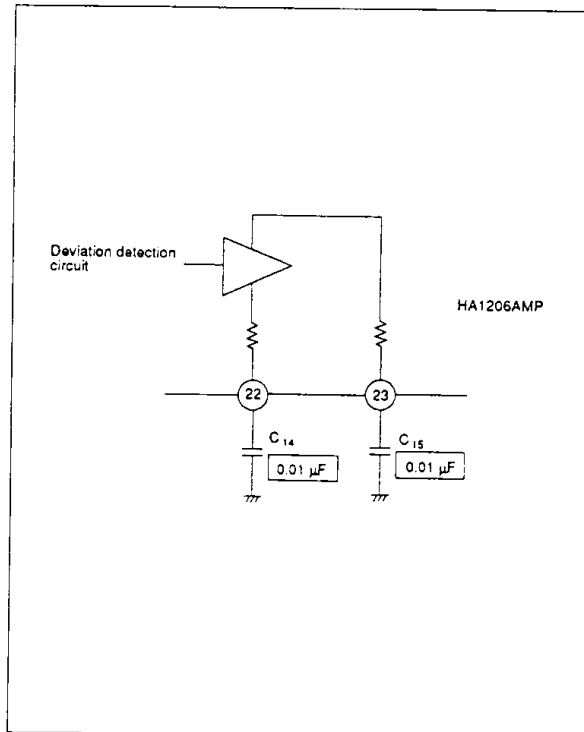 Deviation detection
circuit
HA1206AMP
22
23
C14
C15
0.01 μF
0.01 μF